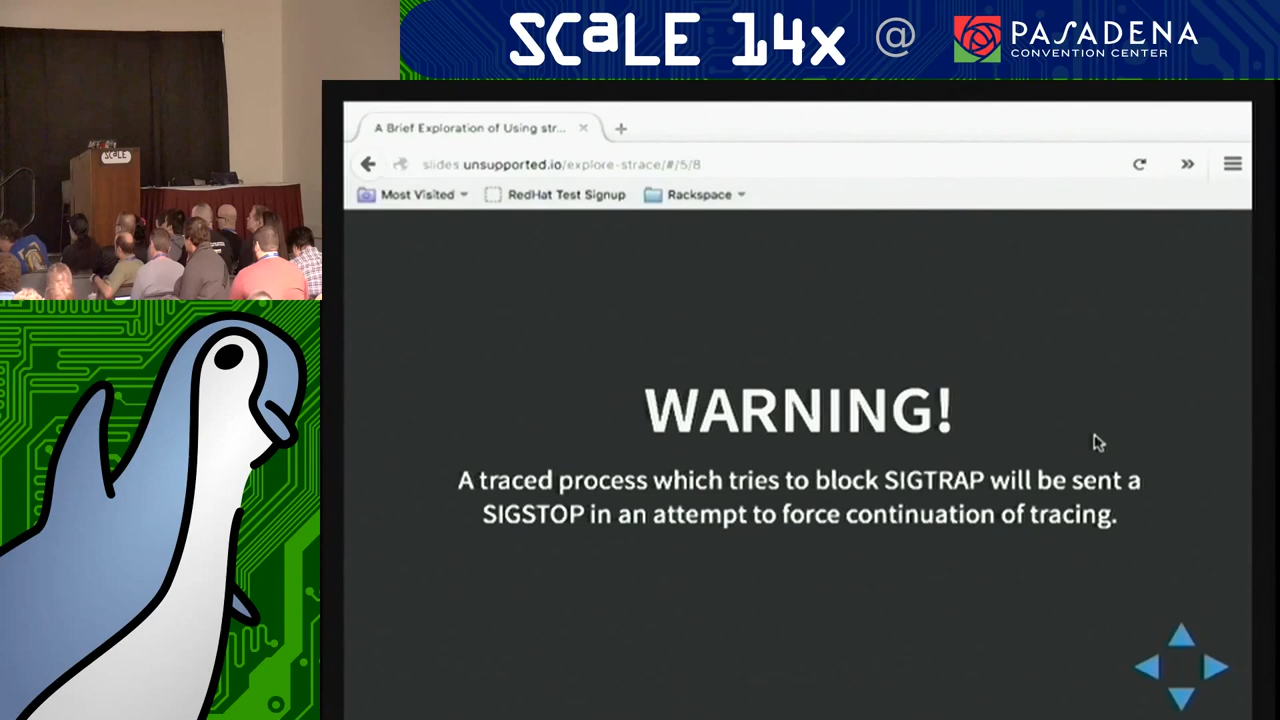 SCaLE 14x @ PASADENA
CONVENTION CENTER
SCALE
A Brief Exploration of Using str...
slides.unsupported.io/explore-strace/#/5/8
Most Visited
RedHat Test Signup
Rackspace
WARNING!
A traced process which tries to block SIGTRAP will be sent a
SIGSTOP in an attempt to force continuation of tracing.